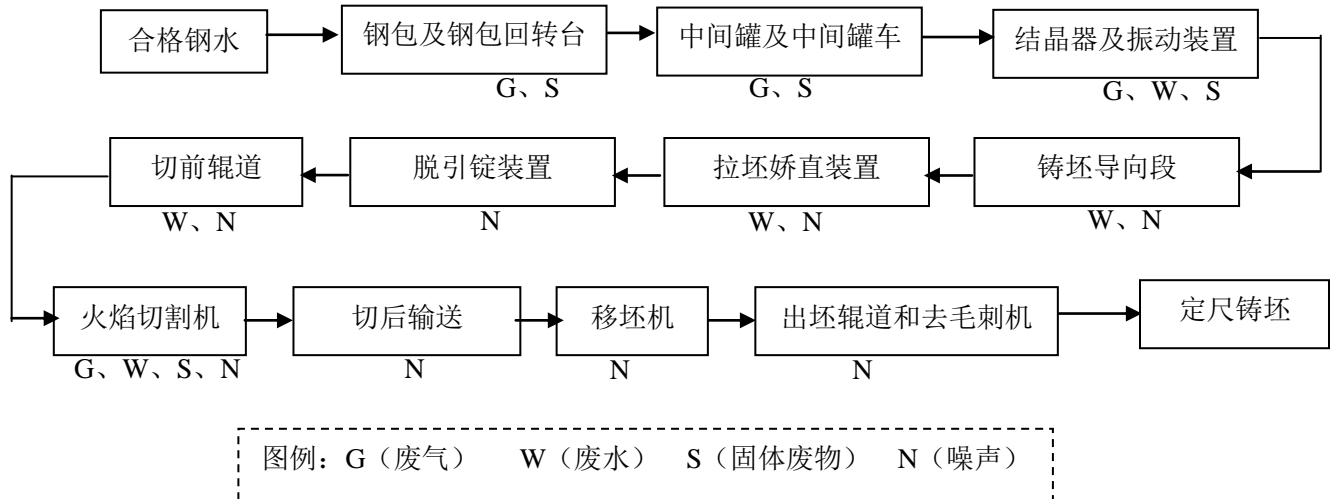 合格钢水 钢包及钢包回转台 中间罐及中间罐车 结晶器及振动装置
G、S G、S G、W、S
切前辊道 脱引锭装置 拉坯娇直装置 铸坯导向段
W、N N W、N W、N
火焰切割机 切后输送 移坯机 出坯辊道和去毛刺机 定尺铸坯
G、W、S、N N N N
图例：G（废气） W（废水） S（固体废物） N（噪声）